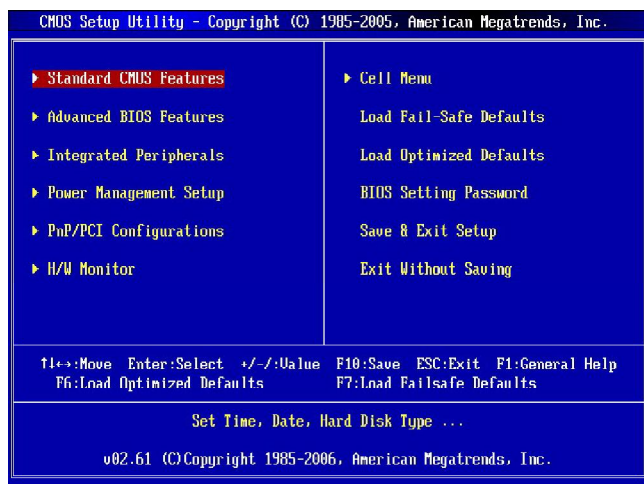 CMOS Setup Utility - Copyright (C) 1985-2005, American Megatrends, Inc.
Standard CMOS Features
Advanced BIOS Features
Integrated Peripherals
Power Management Setup
PnP/PCI Configurations
H/W Monitor
Cell Menu
Load Fail-Safe Defaults
Load Optimized Defaults
BIOS Setting Password
Save & Exit Setup
Exit Without Saving
↑↓←→:Move Enter:Select +/-/:Value F10:Save ESC:Exit F1:General Help
F6:Load Optimized Defaults F7:Load Failsafe Defaults
Set Time, Date, Hard Disk Type ...
v02.61 (C)Copyright 1985-2006, American Megatrends, Inc.